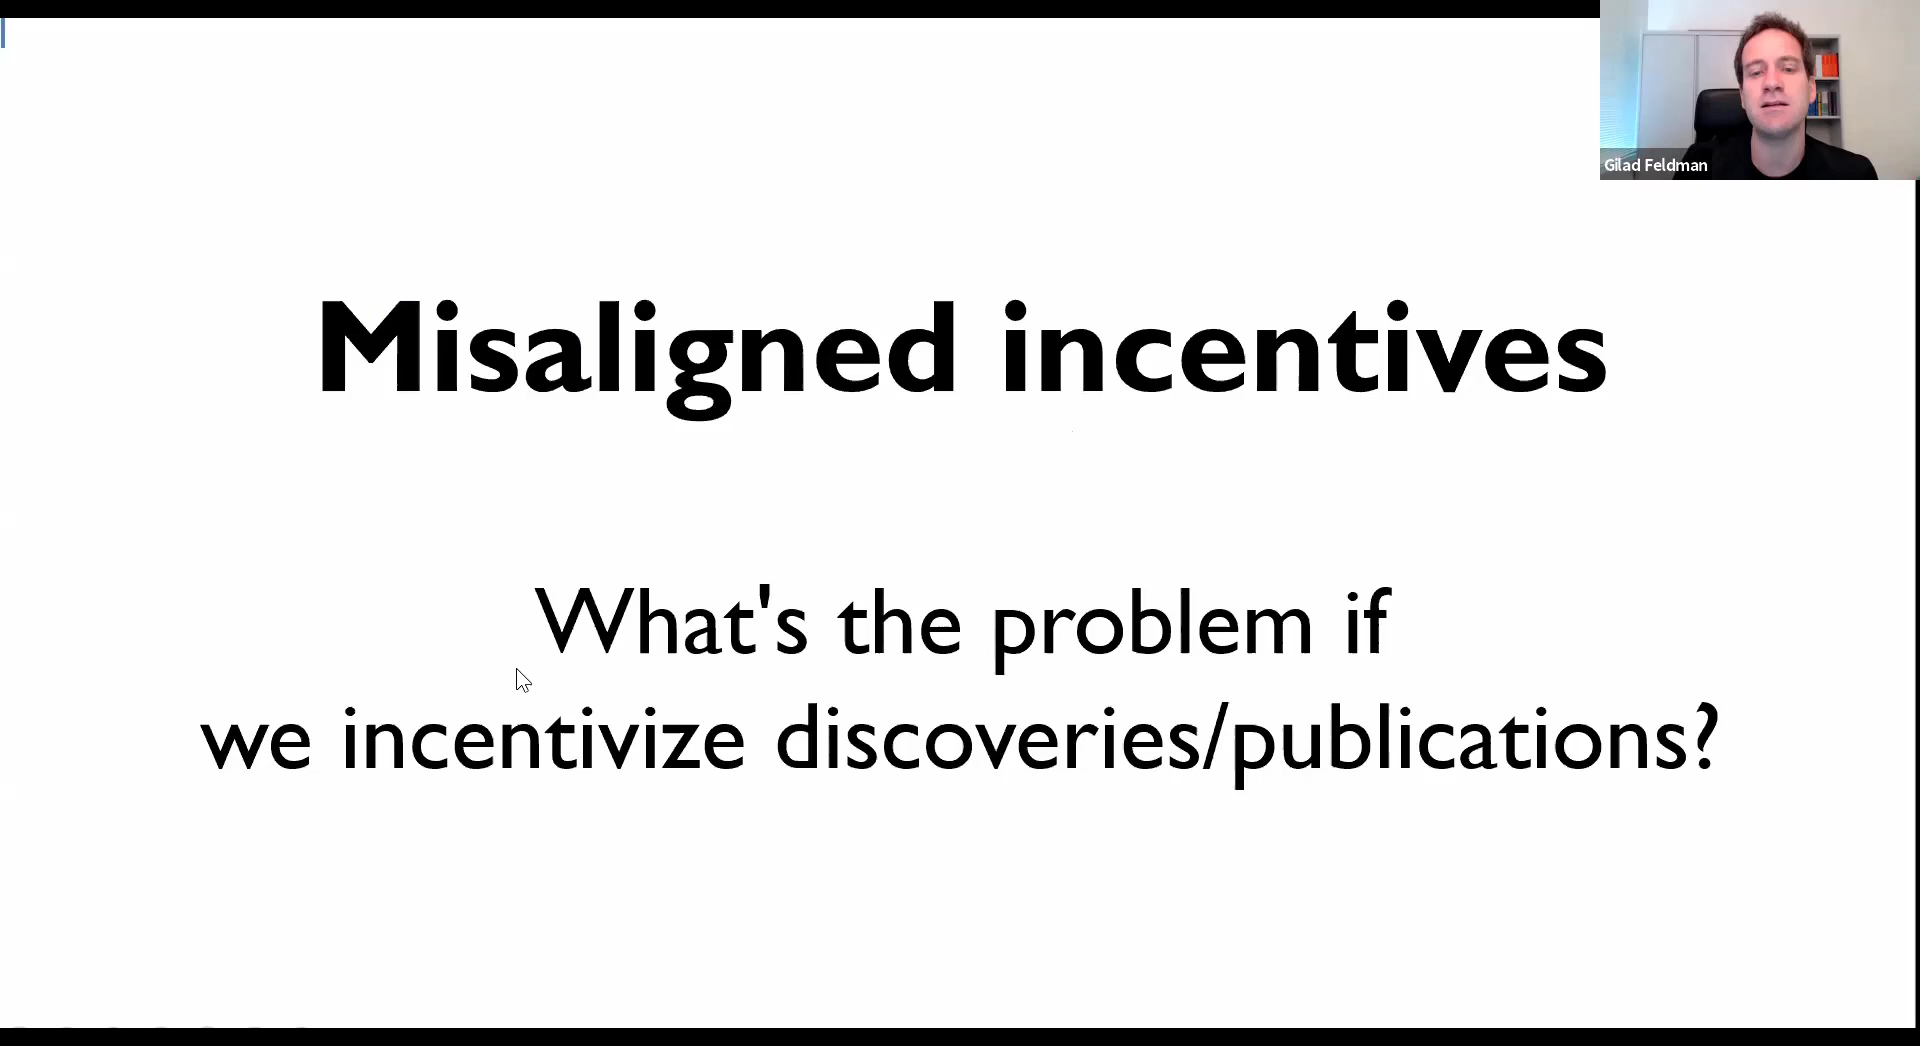 Gilad Feldman
Misaligned incentives
What's the problem if
we incentivize discoveries/publications?